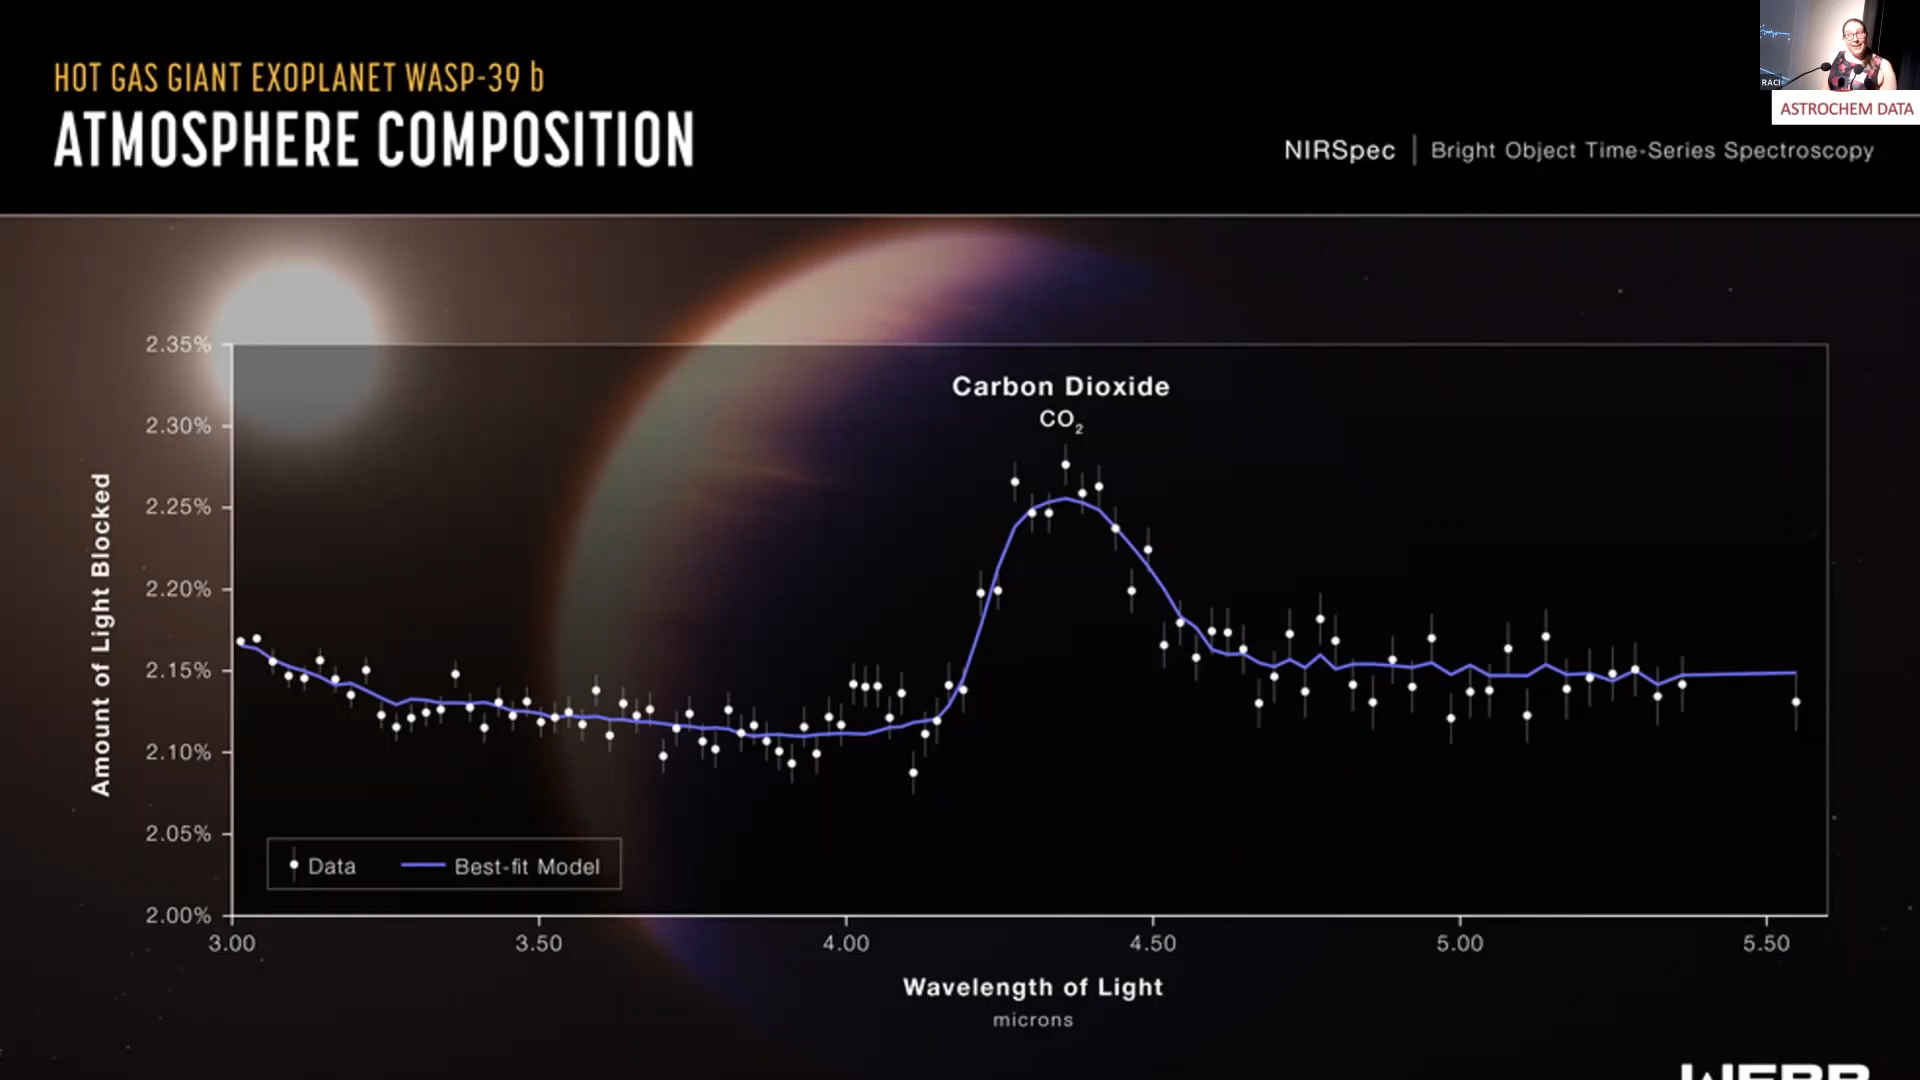 HOT GAS GIANT EXOPLANET WASP-39 b
ATMOSPHERE COMPOSITION
NIRSpec | Bright Object Time-Series Spectroscopy
ASTROCHEM DATA
Carbon Dioxide
CO₂
Amount of Light Blocked
2.35%
2.30%
2.25%
2.20%
2.15%
2.10%
2.05%
2.00%
Data Best-fit Model
3.00 3.50 4.00 4.50 5.00 5.50
Wavelength of Light
microns
WEBB